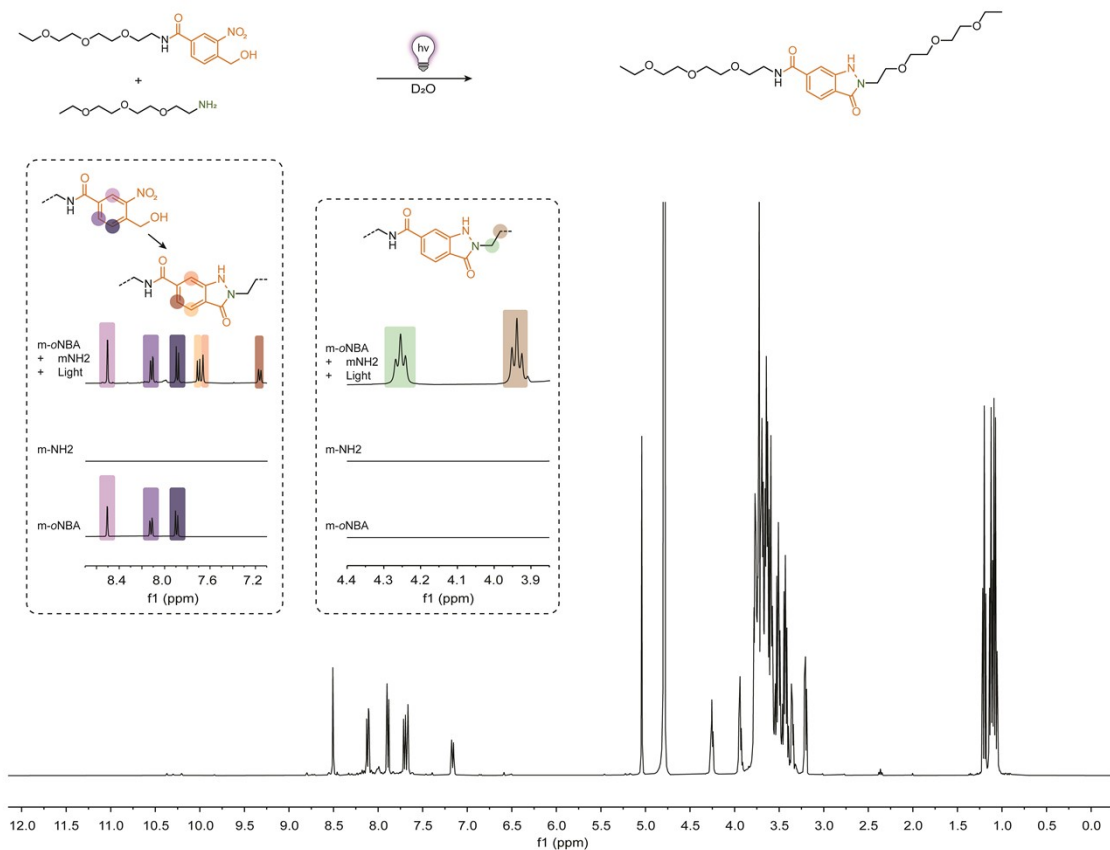 O
O
O
N
H
O
NO₂
OH
+
O
O
O
NH₂
hv
D₂O
O
O
O
N
H
O
H
N
N
O
O
O
O
N
H
O
NO₂
OH
N
H
O
H
N
N
O
m-oNBA
+ mNH2
+ Light
m-NH2
m-oNBA
8.4 8.0 7.6 7.2
f1 (ppm)
N
H
O
H
N
N
O
m-oNBA
+ mNH2
+ Light
m-NH2
m-oNBA
4.4 4.3 4.2 4.1 4.0 3.9
f1 (ppm)
12.0 11.5 11.0 10.5 10.0 9.5 9.0 8.5 8.0 7.5 7.0 6.5 6.0 5.5 5.0 4.5 4.0 3.5 3.0 2.5 2.0 1.5 1.0 0.5 0.0
f1 (ppm)